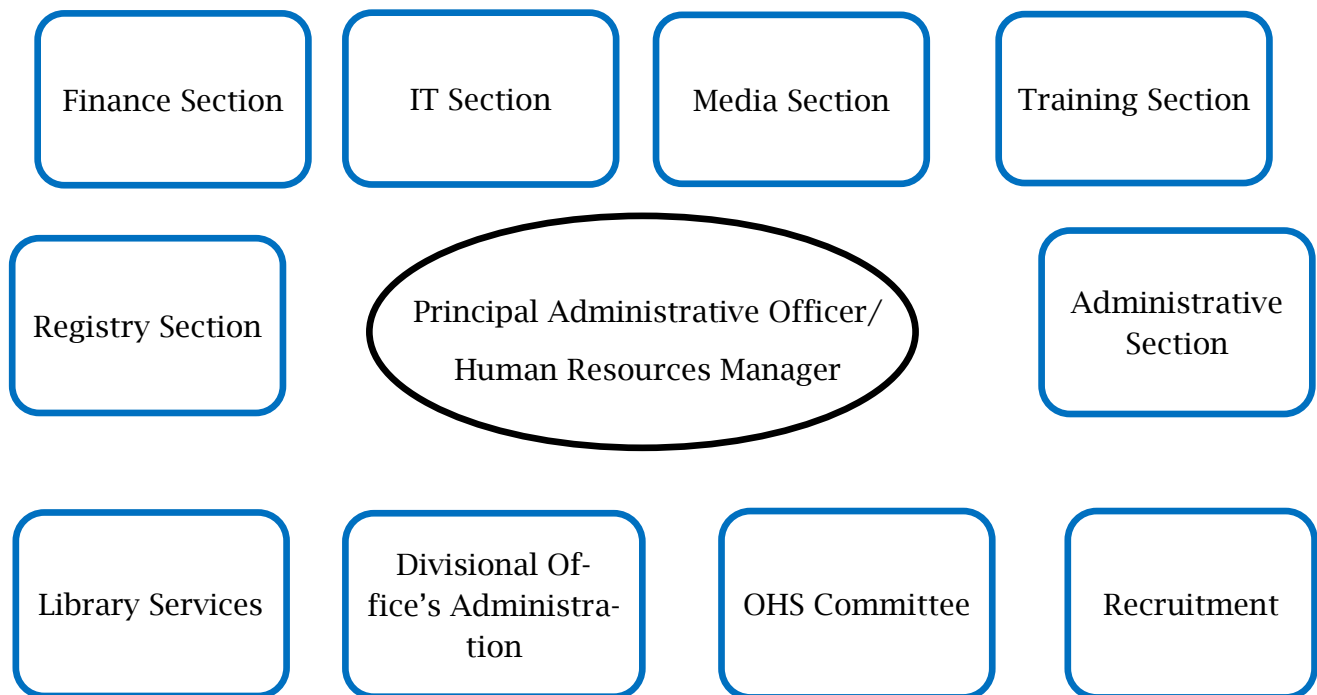 Finance Section
IT Section
Media Section
Training Section
Registry Section
Principal Administrative Officer/
Human Resources Manager
Administrative
Section
Library Services
Divisional Of-
fice’s Administra-
tion
OHS Committee
Recruitment